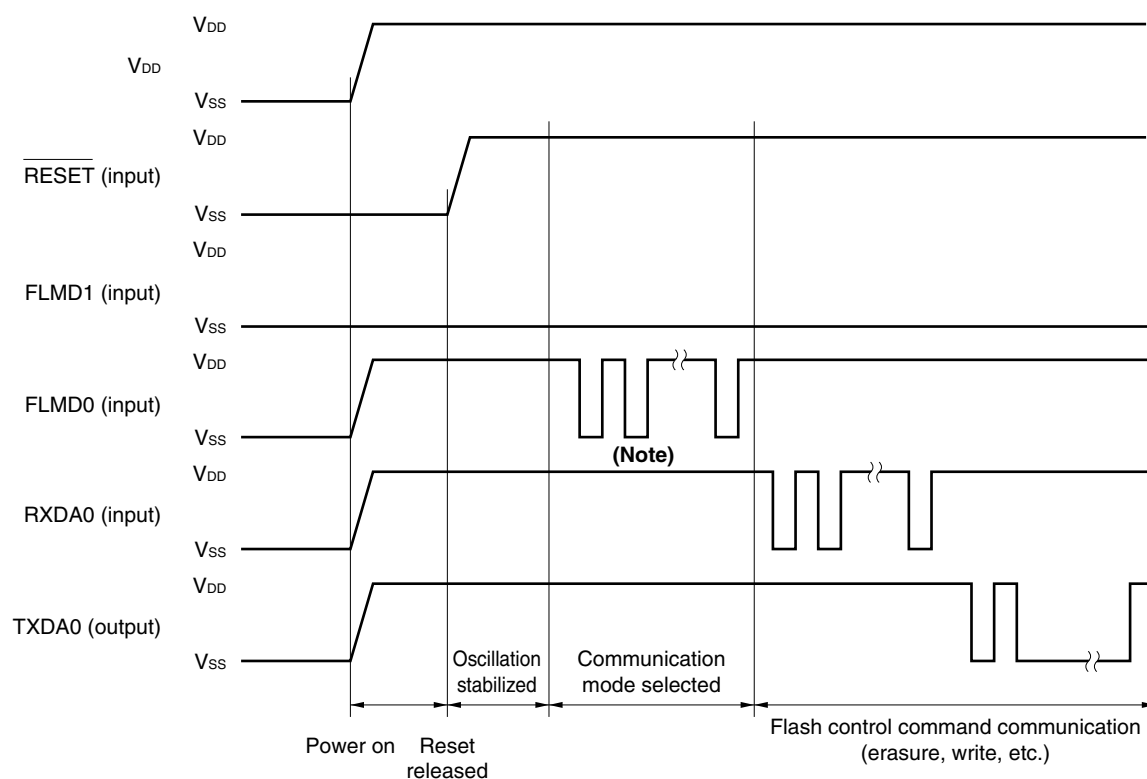 VDD
VDD
VSS
VDD
RESET (input)
VSS
VDD
FLMD1 (input)
VSS
VDD
FLMD0 (input)
VSS
(Note)
VDD
RXDA0 (input)
VSS
VDD
TXDA0 (output)
VSS
Oscillation
stabilized
Communication
mode selected
Power on
Reset
released
Flash control command communication
(erasure, write, etc.)